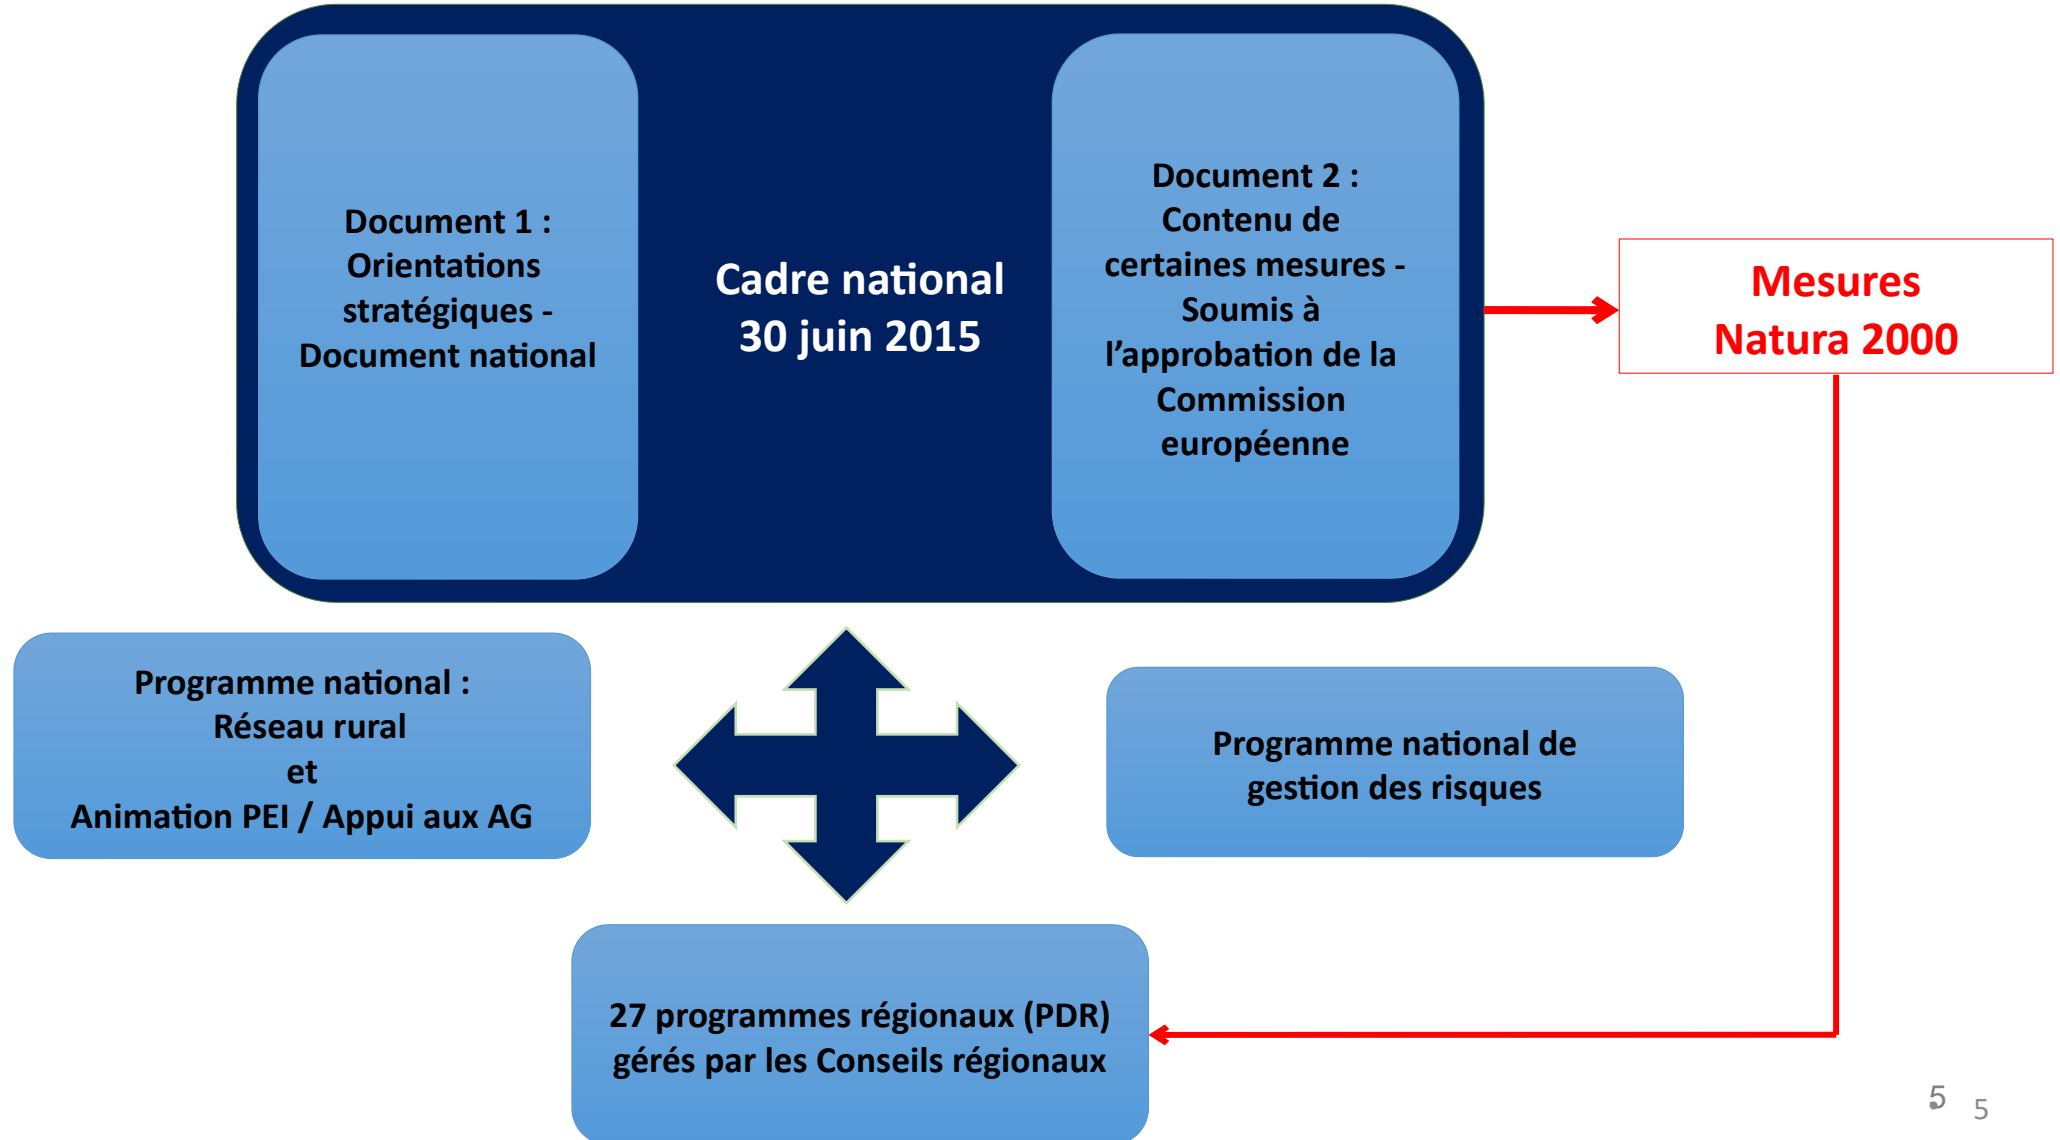 Document 1 :
Orientations
stratégiques -
Document national
Cadre national
30 juin 2015
Document 2 :
Contenu de
certaines mesures -
Soumis à
l’approbation de la
Commission
européenne
Mesures
Natura 2000
Programme national :
Réseau rural
et
Animation PEI / Appui aux AG
Programme national de
gestion des risques
27 programmes régionaux (PDR)
gérés par les Conseils régionaux
5
5